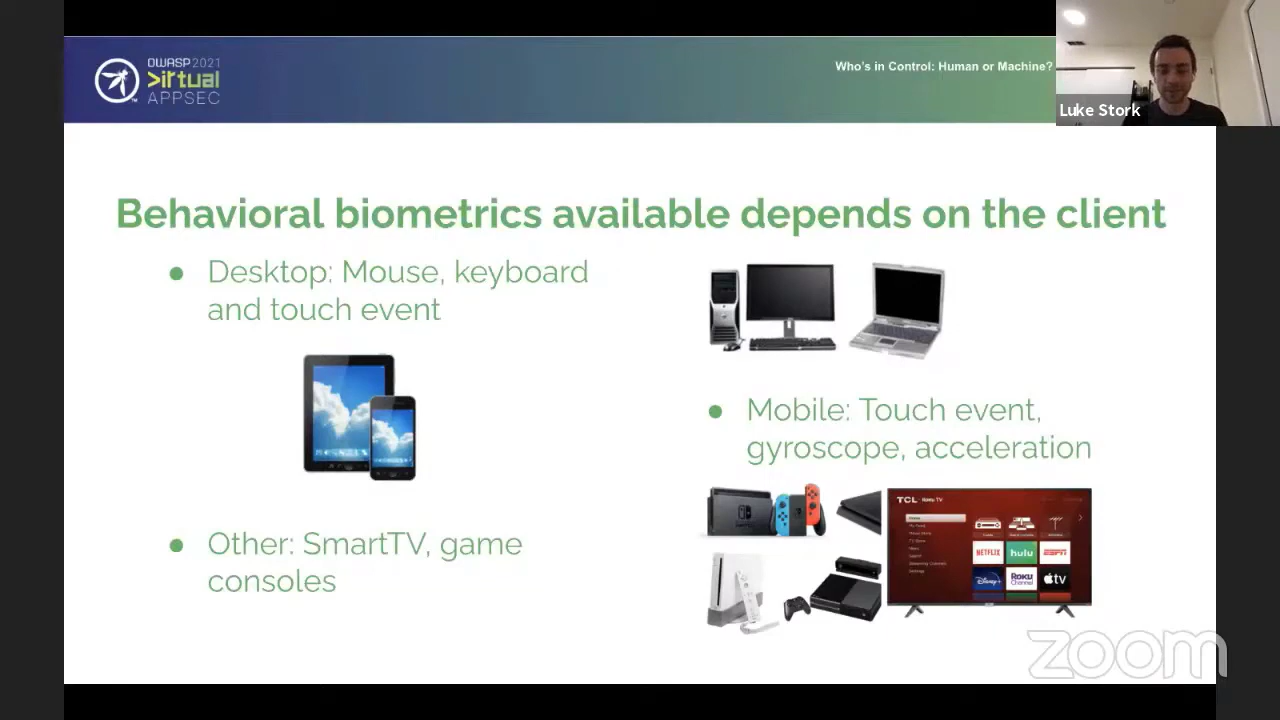 OWASP 2021
Virtual
APPSEC
Who's in Control: Human or Machine?
Luke Stork
Behavioral biometrics available depends on the client
● Desktop: Mouse, keyboard
and touch event
● Mobile: Touch event,
gyroscope, acceleration
● Other: SmartTV, game
consoles
TCL · Roku TV
NETFLIX
hulu
ESPN
Disney+
Roku
Channel
tv
zoom